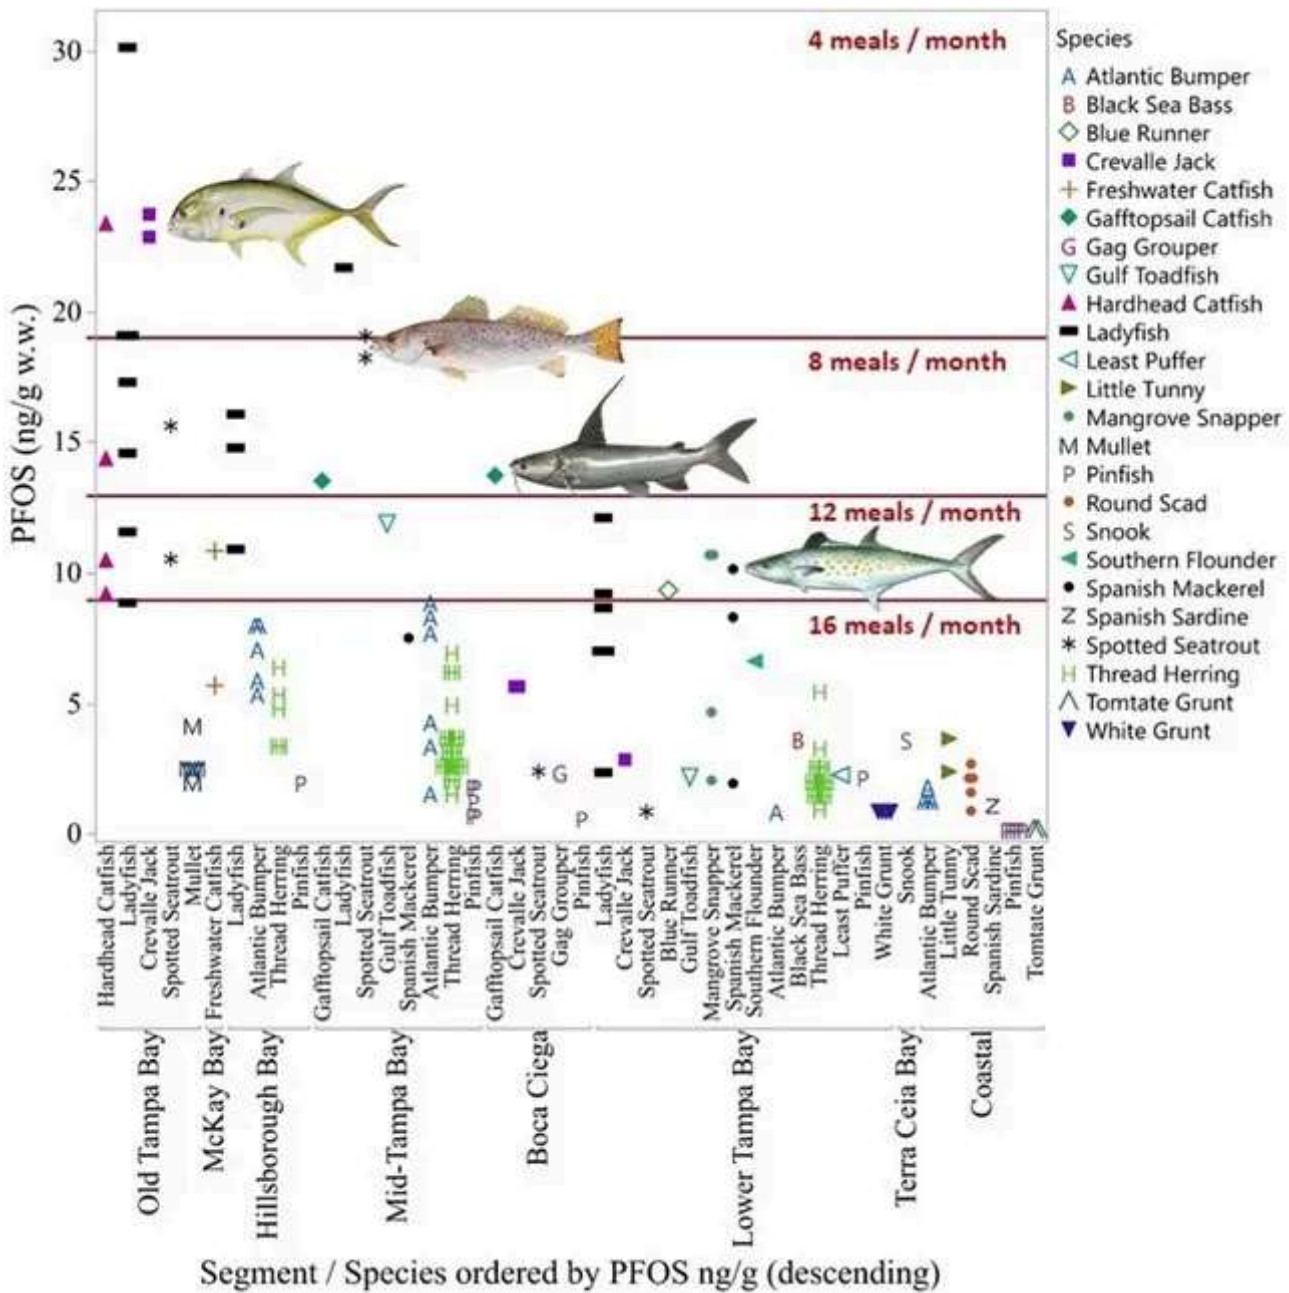 4 meals / month
8 meals / month
12 meals / month
16 meals / month
30
25
20
15
10
5
0
PFOS (ng/g w.w.)
Species
A Atlantic Bumper
B Black Sea Bass
Blue Runner
Crevalle Jack
Freshwater Catfish
Gafftopsail Catfish
G Gag Grouper
Gulf Toadfish
Hardhead Catfish
Ladyfish
Least Puffer
Little Tunny
Mangrove Snapper
M Mullet
P Pinfish
Round Scad
S Snook
Southern Flounder
Spanish Mackerel
Z Spanish Sardine
Spotted Seatrout
H Thread Herring
Tomtate Grunt
White Grunt
Hardhead Catfish
Ladyfish
Crevalle Jack
Spotted Seatrout
Mullet
Freshwater Catfish
Ladyfish
Atlantic Bumper
Thread Herring
Pinfish
Gafftopsail Catfish
Ladyfish
Spotted Seatrout
Gulf Toadfish
Spanish Mackerel
Atlantic Bumper
Thread Herring
Pinfish
Gafftopsail Catfish
Crevalle Jack
Spotted Seatrout
Gag Grouper
Pinfish
Ladyfish
Crevalle Jack
Spotted Seatrout
Blue Runner
Gulf Toadfish
Mangrove Snapper
Spanish Mackerel
Southern Flounder
Atlantic Bumper
Black Sea Bass
Thread Herring
Least Puffer
Pinfish
White Grunt
Snook
Atlantic Bumper
Little Tunny
Round Scad
Spanish Sardine
Pinfish
Tomtate Grunt
Old Tampa Bay
McKay Bay
Hillsborough Bay
Mid-Tampa Bay
Boca Ciega
Lower Tampa Bay
Terra Ceia Bay
Coastal
Segment / Species ordered by PFOS ng/g (descending)